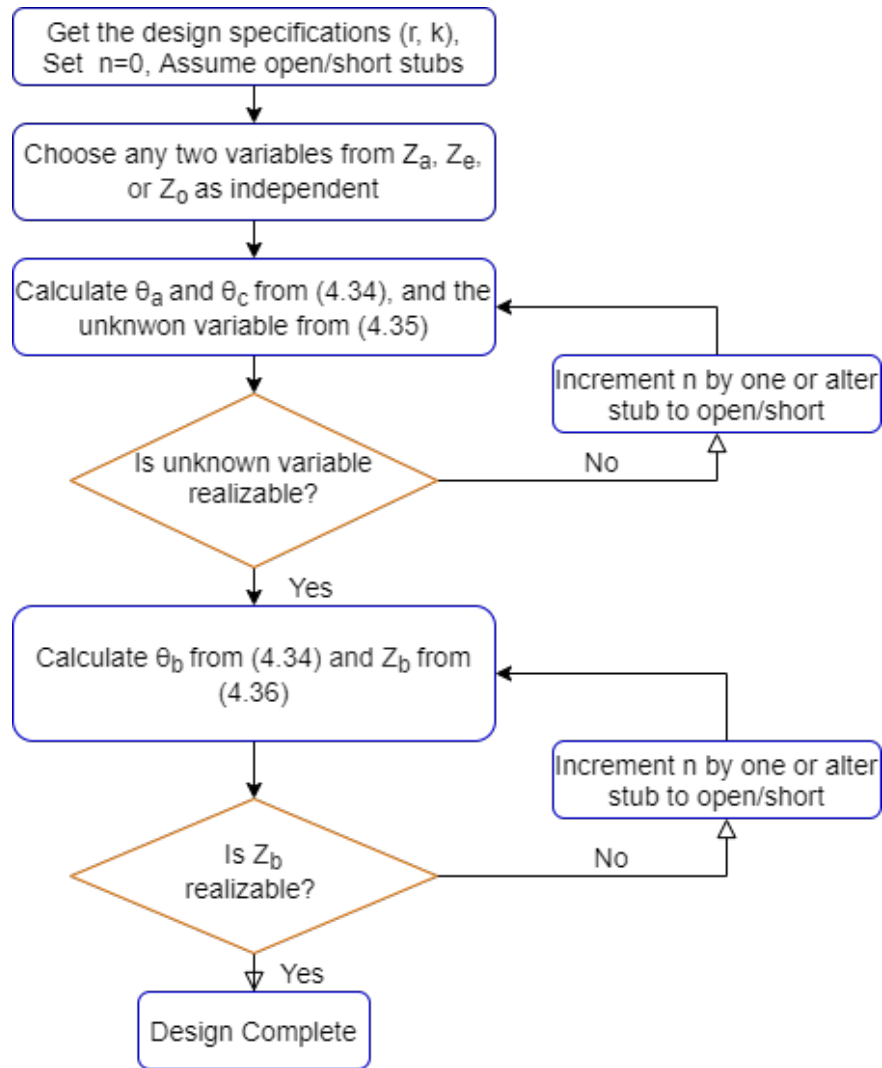 Get the design specifications (r, k),
Set n=0, Assume open/short stubs
Choose any two variables from Zₐ, Zₑ,
or Zₒ as independent
Calculate θₐ and θ꜀ from (4.34), and the
unknwon variable from (4.35)
Increment n by one or alter
stub to open/short
Is unknown variable
realizable?
No
Yes
Calculate θb from (4.34) and Zb from
(4.36)
Increment n by one or alter
stub to open/short
Is Zb
realizable?
No
Yes
Design Complete